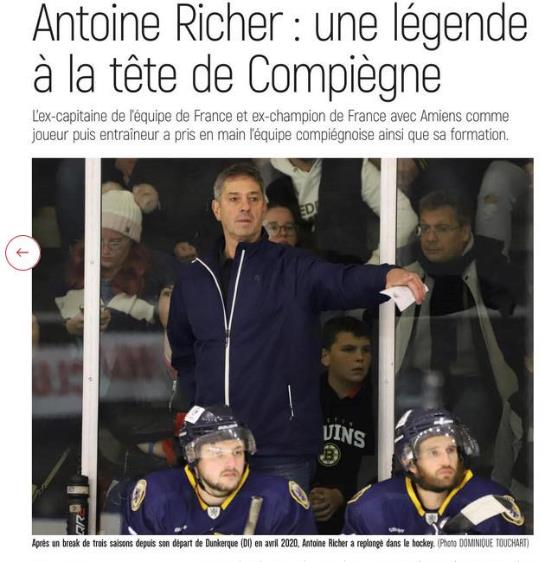 Antoine Richer : une légende
à la tête de Compiègne
L'ex-capitaine de l'équipe de France et ex-champion de France avec Amiens comme
joueur puis entraîneur a pris en main l'équipe compiégnoise ainsi que sa formation.
ED
UINS
B
Après un break de trois saisons depuis son départ de Dunkerque (D1) en avril 2020, Antoine Richer a replongé dans le hockey. (Photo DOMINIQUE TOUCHART)